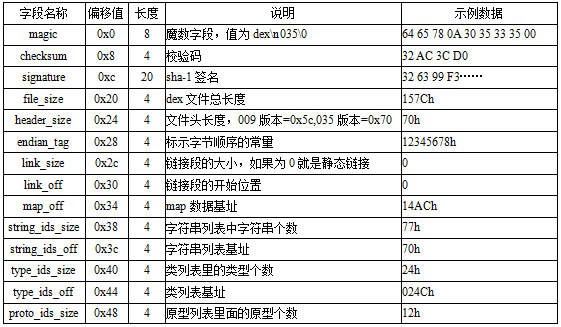 字段名称 偏移值 长度 说明 示例数据
magic 0x0 8 魔数字段，值为 dex\n035\0 64 65 78 0A 30 35 33 35 00
checksum 0x8 4 校验码 32 AC 3C D0
signature 0xc 20 sha-1 签名 32 63 99 F3……
file_size 0x20 4 dex 文件总长度 157Ch
header_size 0x24 4 文件头长度，009 版本=0x5c,035 版本=0x70 70h
endian_tag 0x28 4 标示字节顺序的常量 12345678h
link_size 0x2c 4 链接段的大小，如果为 0 就是静态链接 0
link_off 0x30 4 链接段的开始位置 0
map_off 0x34 4 map 数据基址 14ACh
string_ids_size 0x38 4 字符串列表中字符串个数 77h
string_ids_off 0x3c 4 字符串列表基址 70h
type_ids_size 0x40 4 类列表里的类型个数 24h
type_ids_off 0x44 4 类列表基址 024Ch
proto_ids_size 0x48 4 原型列表里面的原型个数 12h